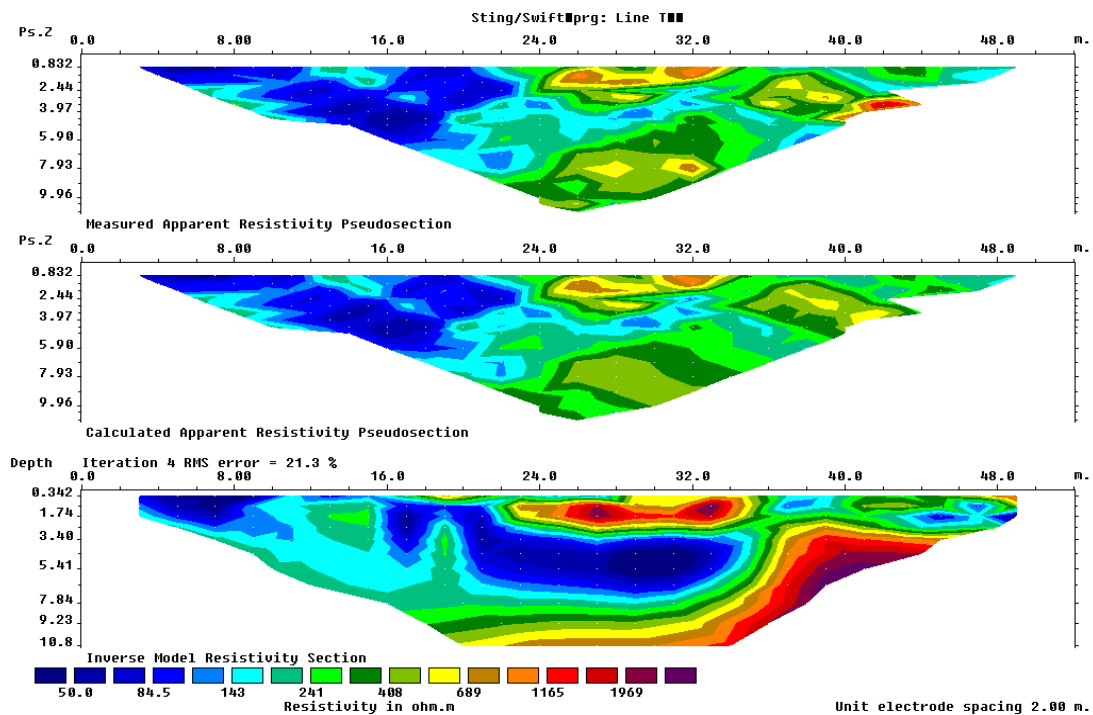 Sting/Swift■prg: Line T■■
Ps.Z
0.0 8.00 16.0 24.0 32.0 40.0 48.0 m.
0.832
2.44
3.97
5.90
7.93
9.96
Measured Apparent Resistivity Pseudosection
Ps.Z
0.0 8.00 16.0 24.0 32.0 40.0 48.0 m.
0.832
2.44
3.97
5.90
7.93
9.96
Calculated Apparent Resistivity Pseudosection
Depth Iteration 4 RMS error = 21.3 %
0.0 8.00 16.0 24.0 32.0 40.0 48.0 m.
0.342
1.74
3.40
5.41
7.84
9.23
10.8
Inverse Model Resistivity Section
50.0 84.5 143 241 408 689 1165 1969
Resistivity in ohm.m
Unit electrode spacing 2.00 m.